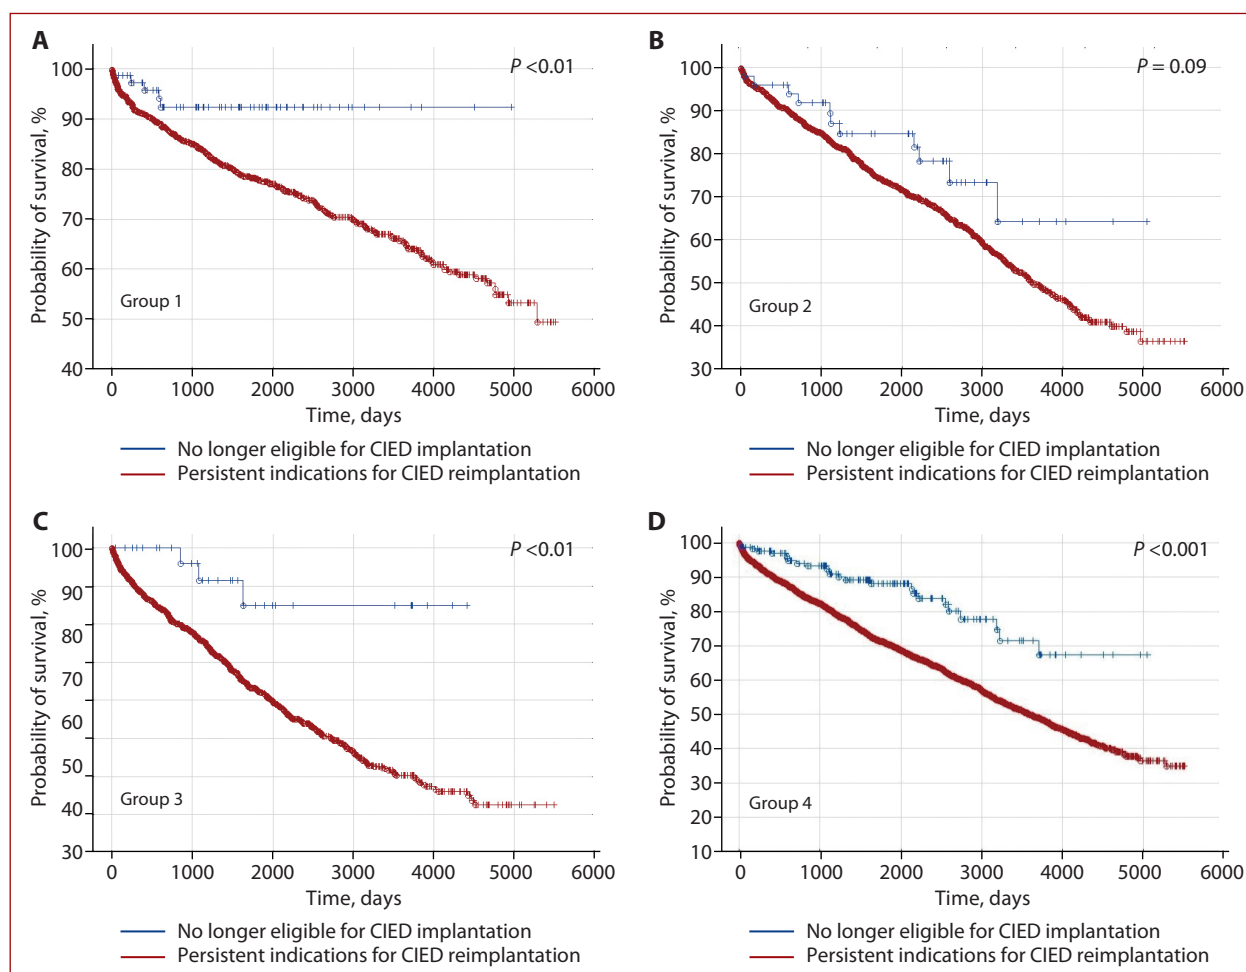 A
P <0.01
Probability of survival, %
100
90
80
70
60
50
40
Group 1
0 1000 2000 3000 4000 5000 6000
Time, days
No longer eligible for CIED implantation
Persistent indications for CIED reimplantation
B
P = 0.09
Probability of survival, %
100
90
80
70
60
50
40
30
Group 2
0 1000 2000 3000 4000 5000 6000
Time, days
No longer eligible for CIED implantation
Persistent indications for CIED reimplantation
C
P <0.01
Probability of survival, %
100
90
80
70
60
50
40
30
Group 3
0 1000 2000 3000 4000 5000 6000
Time, days
No longer eligible for CIED implantation
Persistent indications for CIED reimplantation
D
P <0.001
Probability of survival, %
100
90
80
70
60
50
40
30
20
10
Group 4
0 1000 2000 3000 4000 5000 6000
Time, days
No longer eligible for CIED implantation
Persistent indications for CIED reimplantation